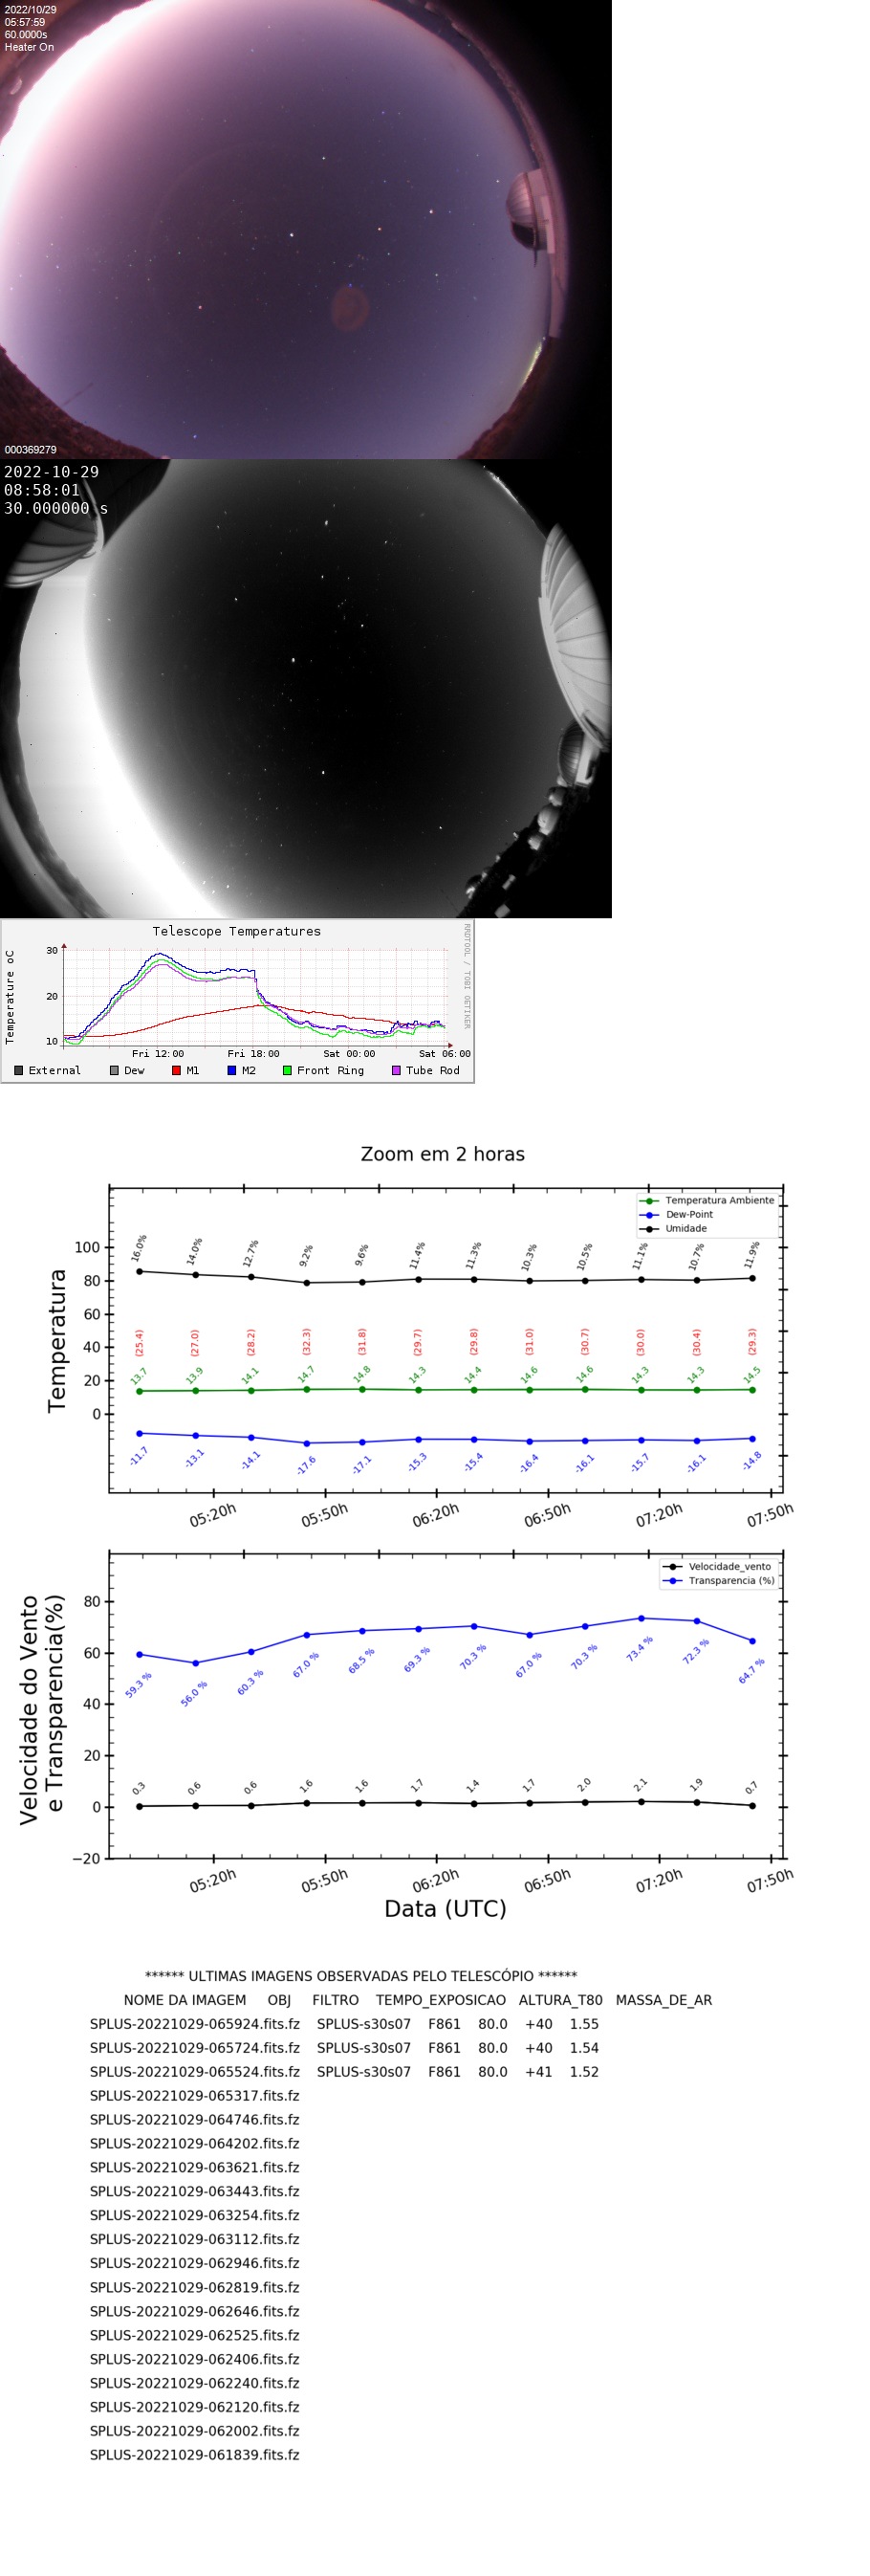 2022/10/29
05:57:59
60.0000s
Heater On
000369279
2022-10-29
08:58:01
30.000000 s
Telescope Temperatures
RRDTOOL / TOBI OETIKER
Temperature oC
30
20
10
Fri 12:00 Fri 18:00 Sat 00:00 Sat 06:00
External Dew M1 M2 Front Ring Tube Rod
Zoom em 2 horas
Temperatura Ambiente
Dew-Point
Umidade
Temperatura
100
80
60
40
20
0
16.0% 14.0% 12.7% 9.2% 9.6% 11.4% 11.3% 10.3% 10.5% 11.1% 10.7% 11.9%
(25.4) (27.0) (28.2) (32.3) (31.8) (29.7) (29.8) (31.0) (30.7) (30.0) (30.4) (29.3)
13.7 13.9 14.1 14.7 14.8 14.3 14.4 14.6 14.6 14.3 14.3 14.5
-11.7 -13.1 -14.1 -17.6 -17.1 -15.3 -15.4 -16.4 -16.1 -15.7 -16.1 -14.8
05:20h 05:50h 06:20h 06:50h 07:20h 07:50h
Velocidade_vento
Transparencia (%)
Velocidade do Vento
e Transparencia(%)
80
60
40
20
0
−20
59.3 % 56.0 % 60.3 % 67.0 % 68.5 % 69.3 % 70.3 % 67.0 % 70.3 % 73.4 % 72.3 % 64.7 %
0.3 0.6 0.6 1.6 1.6 1.7 1.4 1.7 2.0 2.1 1.9 0.7
05:20h 05:50h 06:20h 06:50h 07:20h 07:50h
Data (UTC)
****** ULTIMAS IMAGENS OBSERVADAS PELO TELESCÓPIO ******
NOME DA IMAGEM OBJ FILTRO TEMPO_EXPOSICAO ALTURA_T80 MASSA_DE_AR
SPLUS-20221029-065924.fits.fz SPLUS-s30s07 F861 80.0 +40 1.55
SPLUS-20221029-065724.fits.fz SPLUS-s30s07 F861 80.0 +40 1.54
SPLUS-20221029-065524.fits.fz SPLUS-s30s07 F861 80.0 +41 1.52
SPLUS-20221029-065317.fits.fz
SPLUS-20221029-064746.fits.fz
SPLUS-20221029-064202.fits.fz
SPLUS-20221029-063621.fits.fz
SPLUS-20221029-063443.fits.fz
SPLUS-20221029-063254.fits.fz
SPLUS-20221029-063112.fits.fz
SPLUS-20221029-062946.fits.fz
SPLUS-20221029-062819.fits.fz
SPLUS-20221029-062646.fits.fz
SPLUS-20221029-062525.fits.fz
SPLUS-20221029-062406.fits.fz
SPLUS-20221029-062240.fits.fz
SPLUS-20221029-062120.fits.fz
SPLUS-20221029-062002.fits.fz
SPLUS-20221029-061839.fits.fz